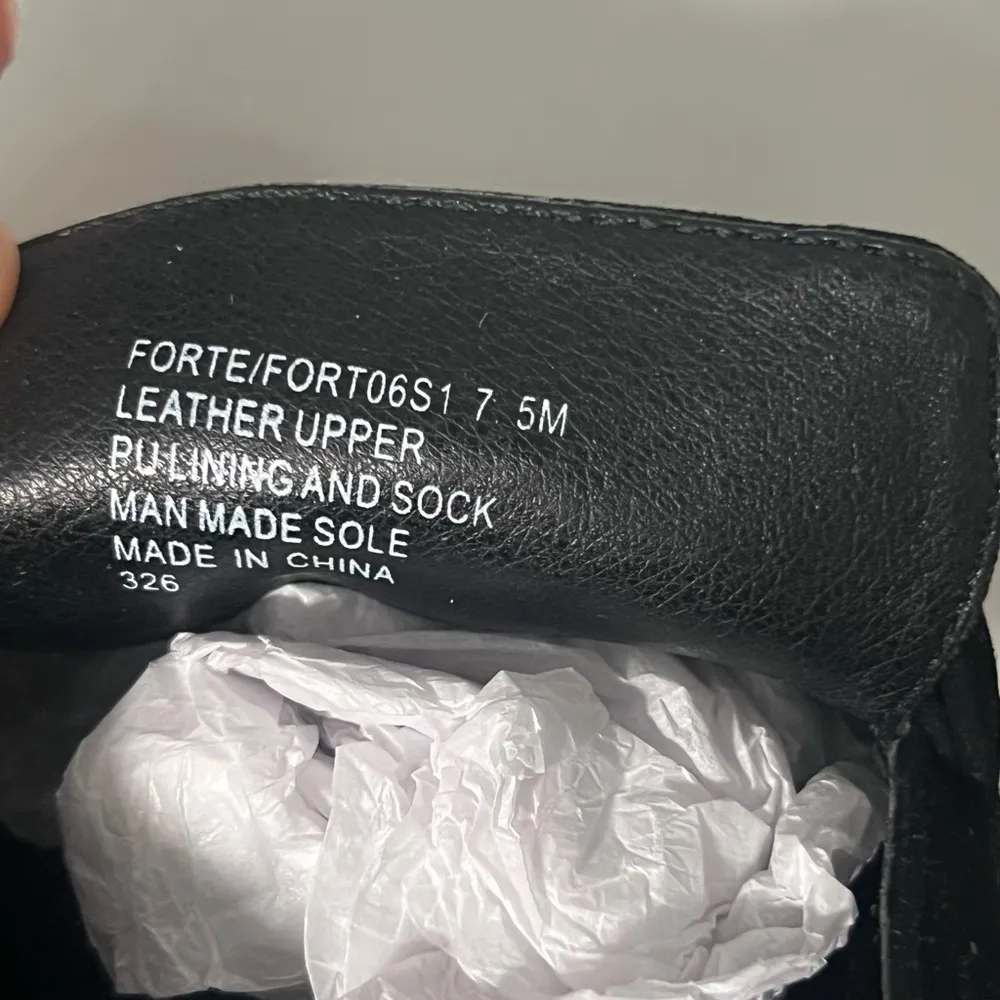 FORTE/FORT06S1 7.5M
LEATHER UPPER
PU LINING AND SOCK
MAN MADE SOLE
MADE IN CHINA
326